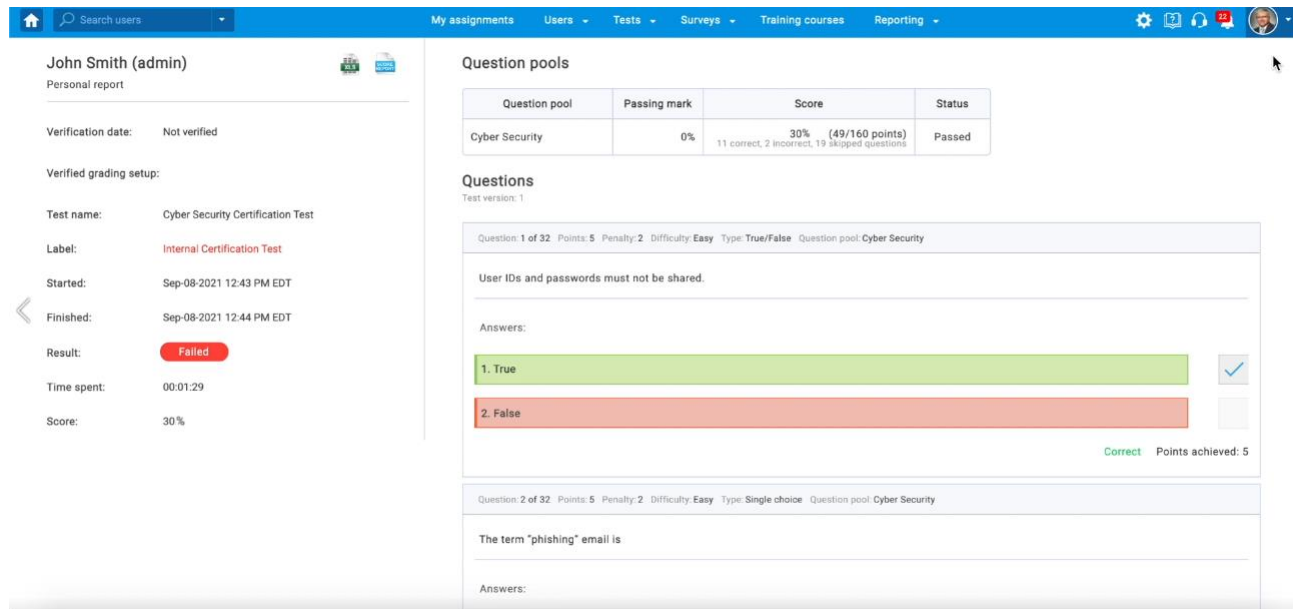 Search users
My assignments Users Tests Surveys Training courses Reporting
22
John Smith (admin)
Personal report
XLS
SCORE REPORT
Verification date: Not verified
Verified grading setup:
Test name: Cyber Security Certification Test
Label: Internal Certification Test
Started: Sep-08-2021 12:43 PM EDT
Finished: Sep-08-2021 12:44 PM EDT
Result: Failed
Time spent: 00:01:29
Score: 30%
Question pools
Question pool Passing mark Score Status
Cyber Security 0% 30% (49/160 points) Passed
11 correct, 2 incorrect, 19 skipped questions
Questions
Test version: 1
Question: 1 of 32 Points: 5 Penalty: 2 Difficulty: Easy Type: True/False Question pool: Cyber Security
User IDs and passwords must not be shared.
Answers:
1. True
2. False
Correct Points achieved: 5
Question: 2 of 32 Points: 5 Penalty: 2 Difficulty: Easy Type: Single choice Question pool: Cyber Security
The term "phishing" email is
Answers: